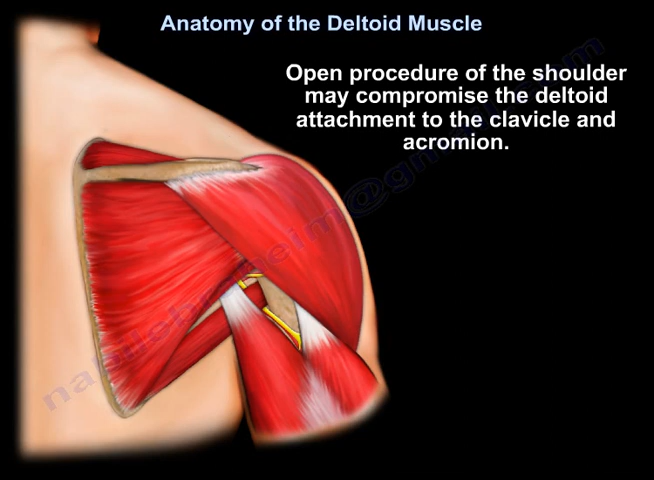 Anatomy of the Deltoid Muscle
Open procedure of the shoulder
may compromise the deltoid
attachment to the clavicle and
acromion.